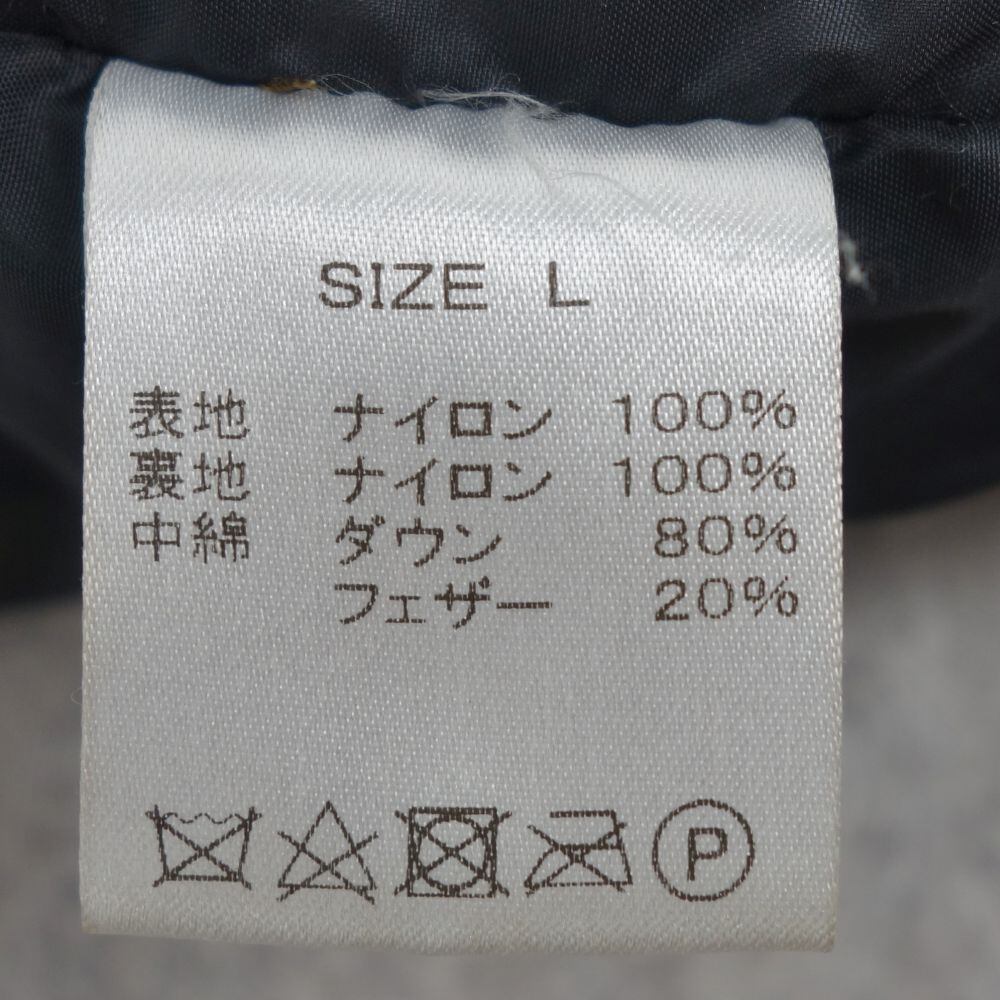 SIZE L
表地 ナイロン 100%
裏地 ナイロン 100%
中綿 ダウン 80%
フェザー 20%
P